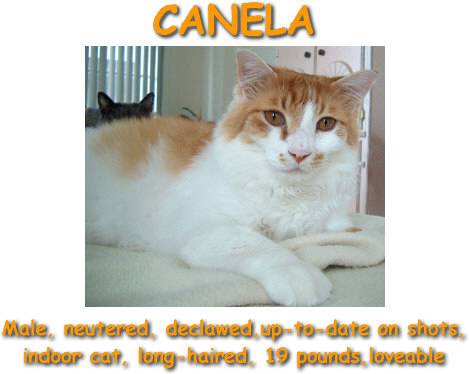 CANELA
Male, neutered, declawed,up-to-date on shots,
indoor cat, long-haired, 19 pounds,loveable